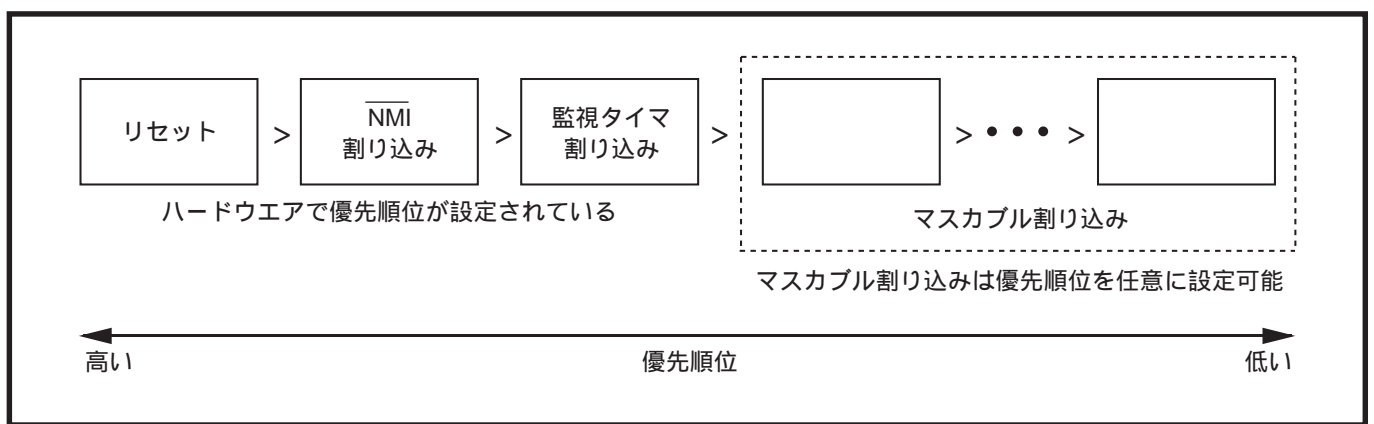 リセット
>
NMI
割り込み
>
監視タイマ
割り込み
>
> • • • >
ハードウエアで優先順位が設定されている
マスカブル割り込み
マスカブル割り込みは優先順位を任意に設定可能
高い
優先順位
低い